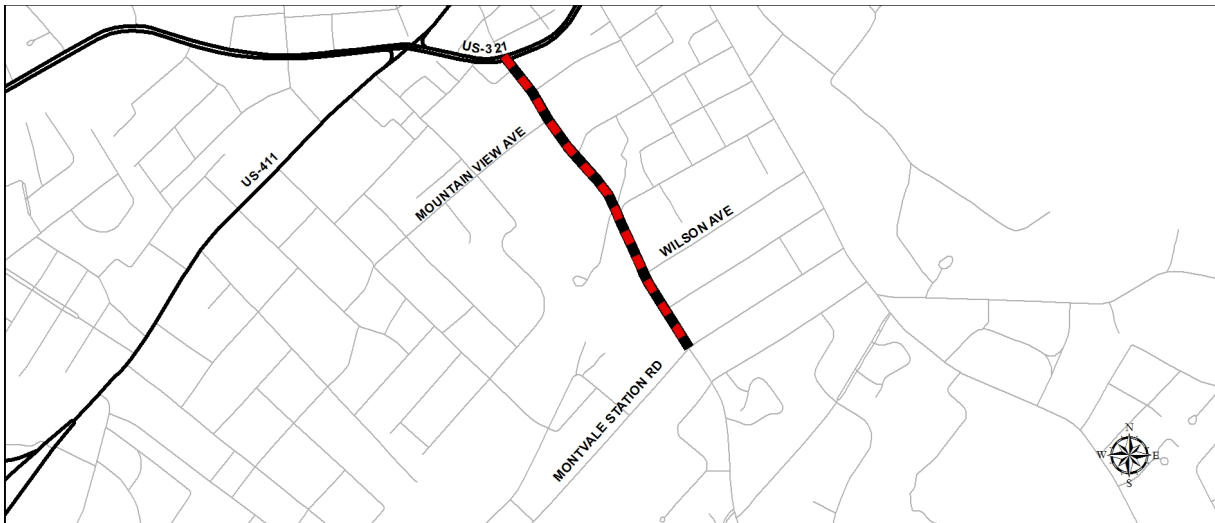 US-321
US-411
MOUNTAIN VIEW AVE
WILSON AVE
MONTVALE STATION RD
N
W
E
S